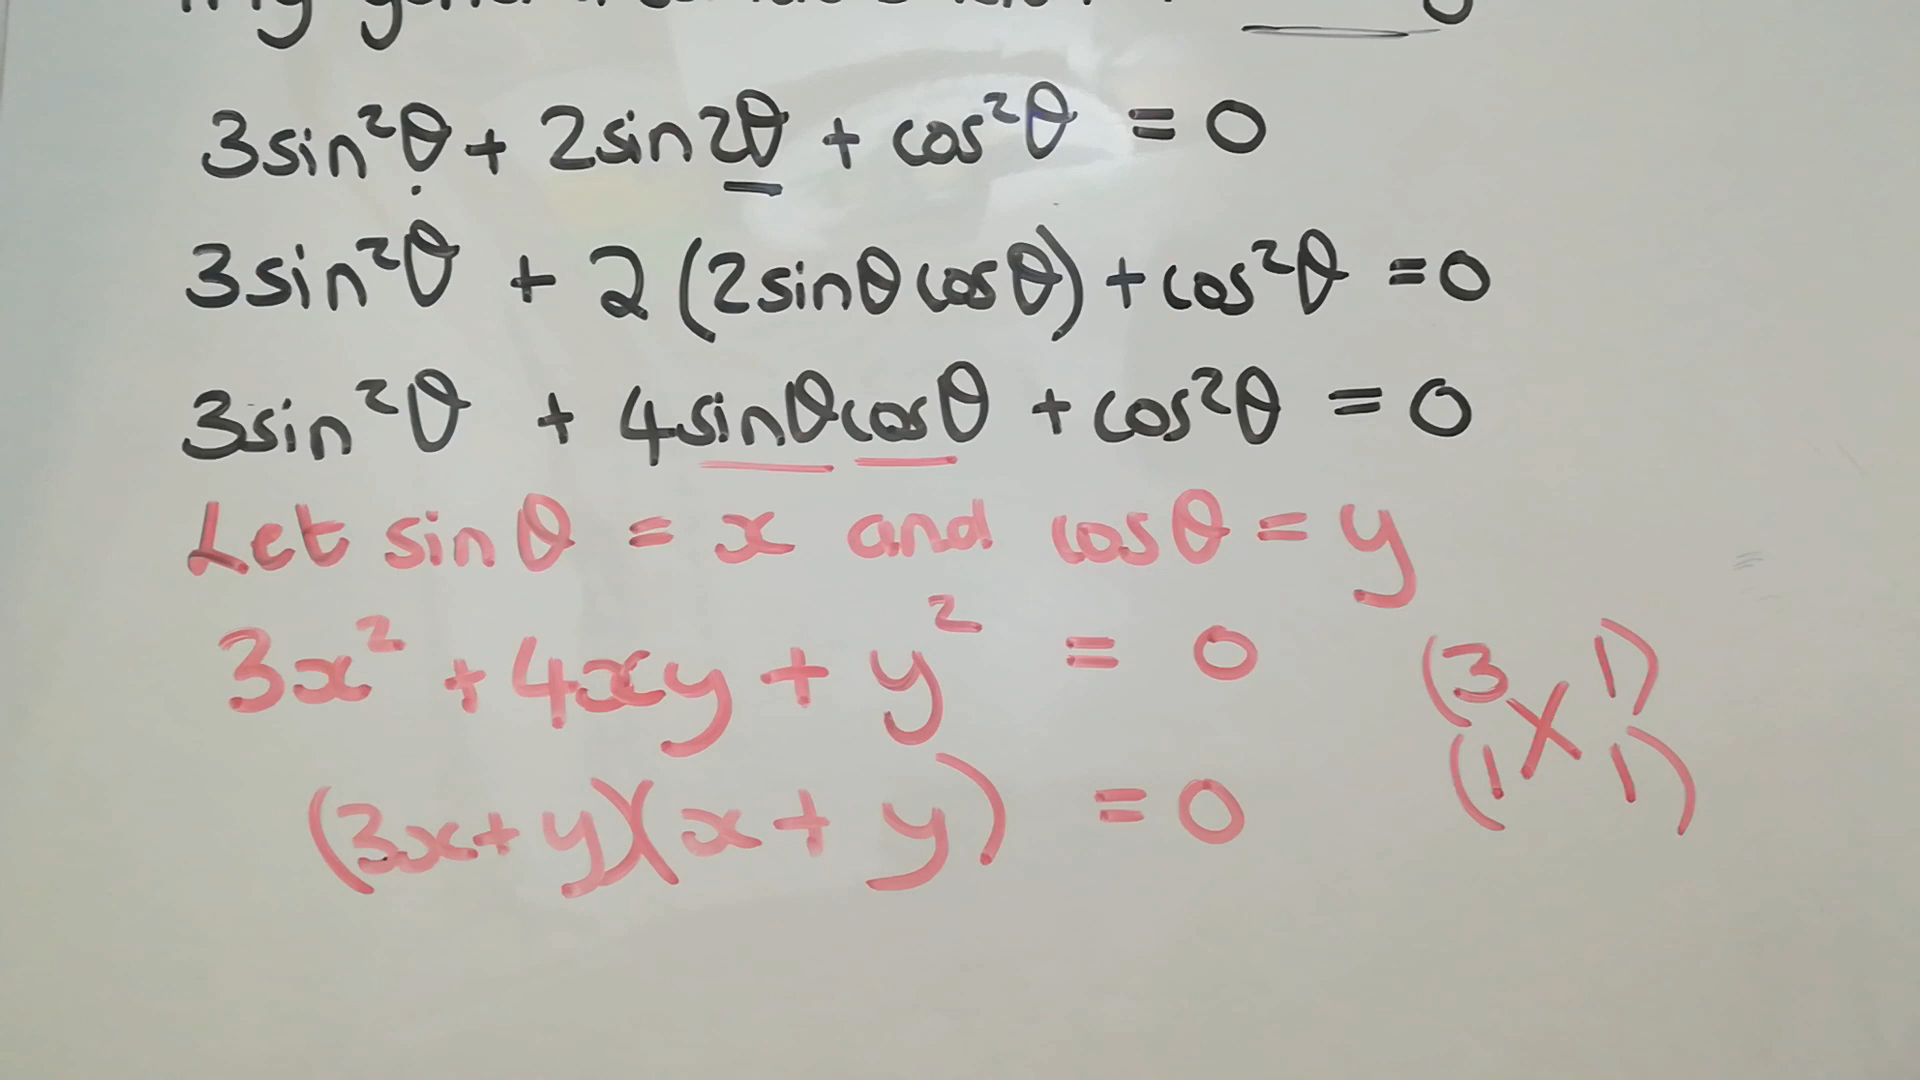 3sin²θ + 2sin2θ + cos²θ = 0
3sin²θ + 2(2sinθcosθ) + cos²θ = 0
3sin²θ + 4sinθcosθ + cos²θ = 0
Let sinθ = x and cosθ = y
3x² + 4xy + y² = 0
(3 1)
X
(1 1)
(3x+y)(x+y) = 0